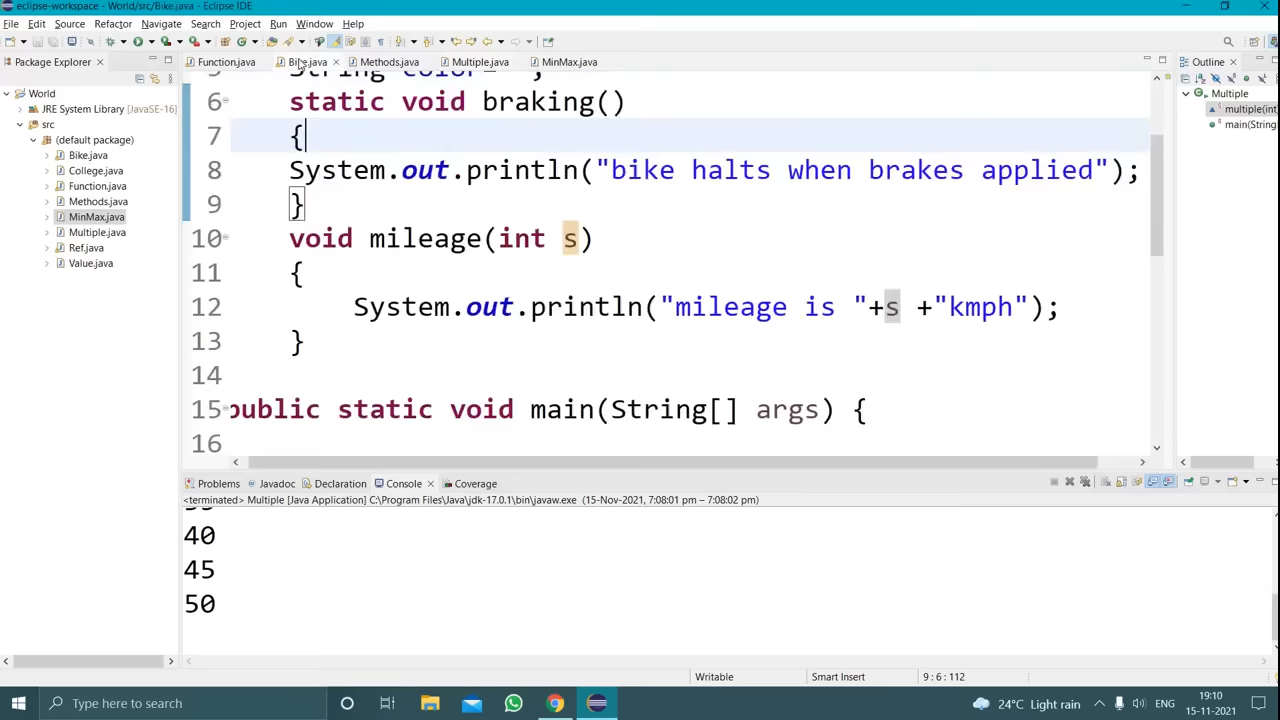 eclipse-workspace - World/src/Bike.java - Eclipse IDE
File Edit Source Refactor Navigate Search Project Run Window Help
Package Explorer
World
JRE System Library [JavaSE-16]
src
(default package)
Bike.java
College.java
Function.java
Methods.java
MinMax.java
Multiple.java
Ref.java
Value.java
Function.java Bike.java Methods.java Multiple.java MinMax.java
String color=
6 static void braking()
7 {
8 System.out.println("bike halts when brakes applied");
9 }
10 void mileage(int s)
11 {
12 System.out.println("mileage is "+s +"kmph");
13 }
14
15 public static void main(String[] args) {
16
Outline
Multiple
multiple(int)
main(String
Problems Javadoc Declaration Console Coverage
<terminated> Multiple [Java Application] C:\Program Files\Java\jdk-17.0.1\bin\javaw.exe (15-Nov-2021, 7:08:01 pm – 7:08:02 pm)
40
45
50
Writable Smart Insert 9 : 6 : 112
Type here to search
24°C Light rain
ENG
19:10
15-11-2021